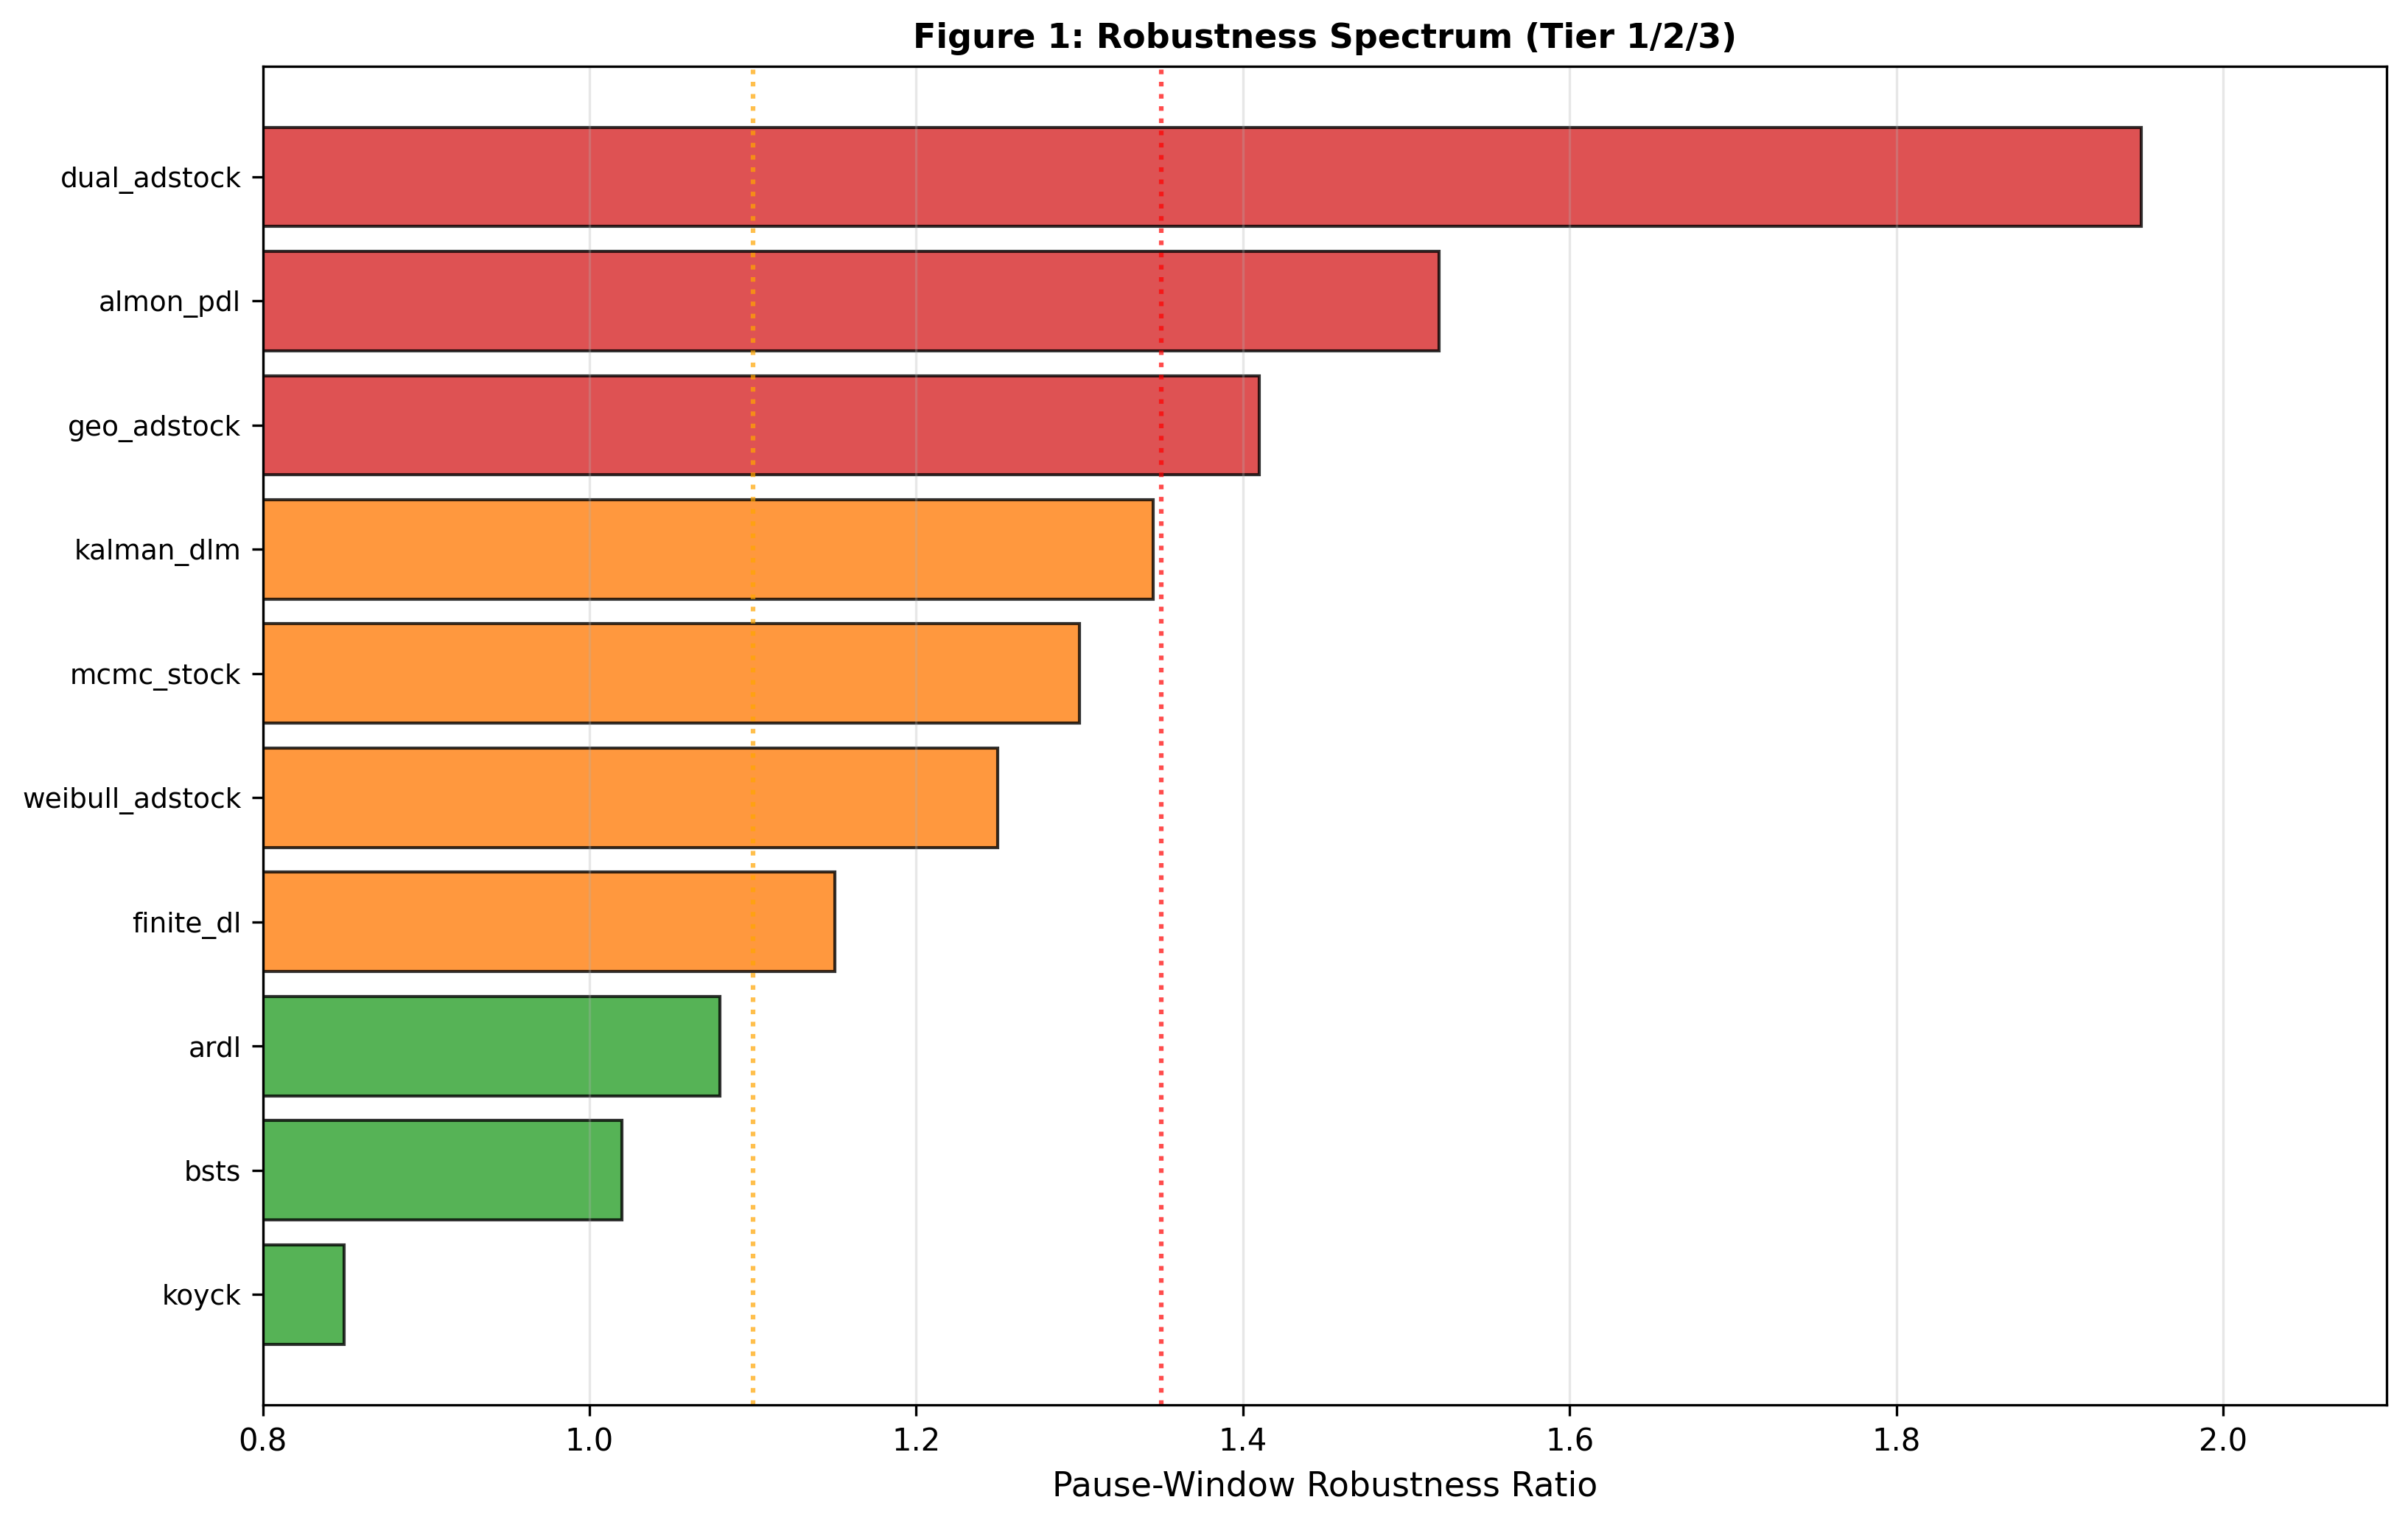 Figure 1: Robustness Spectrum (Tier 1/2/3)
dual_adstock
almon_pdl
geo_adstock
kalman_dlm
mcmc_stock
weibull_adstock
finite_dl
ardl
bsts
koyck
0.8 1.0 1.2 1.4 1.6 1.8 2.0
Pause-Window Robustness Ratio